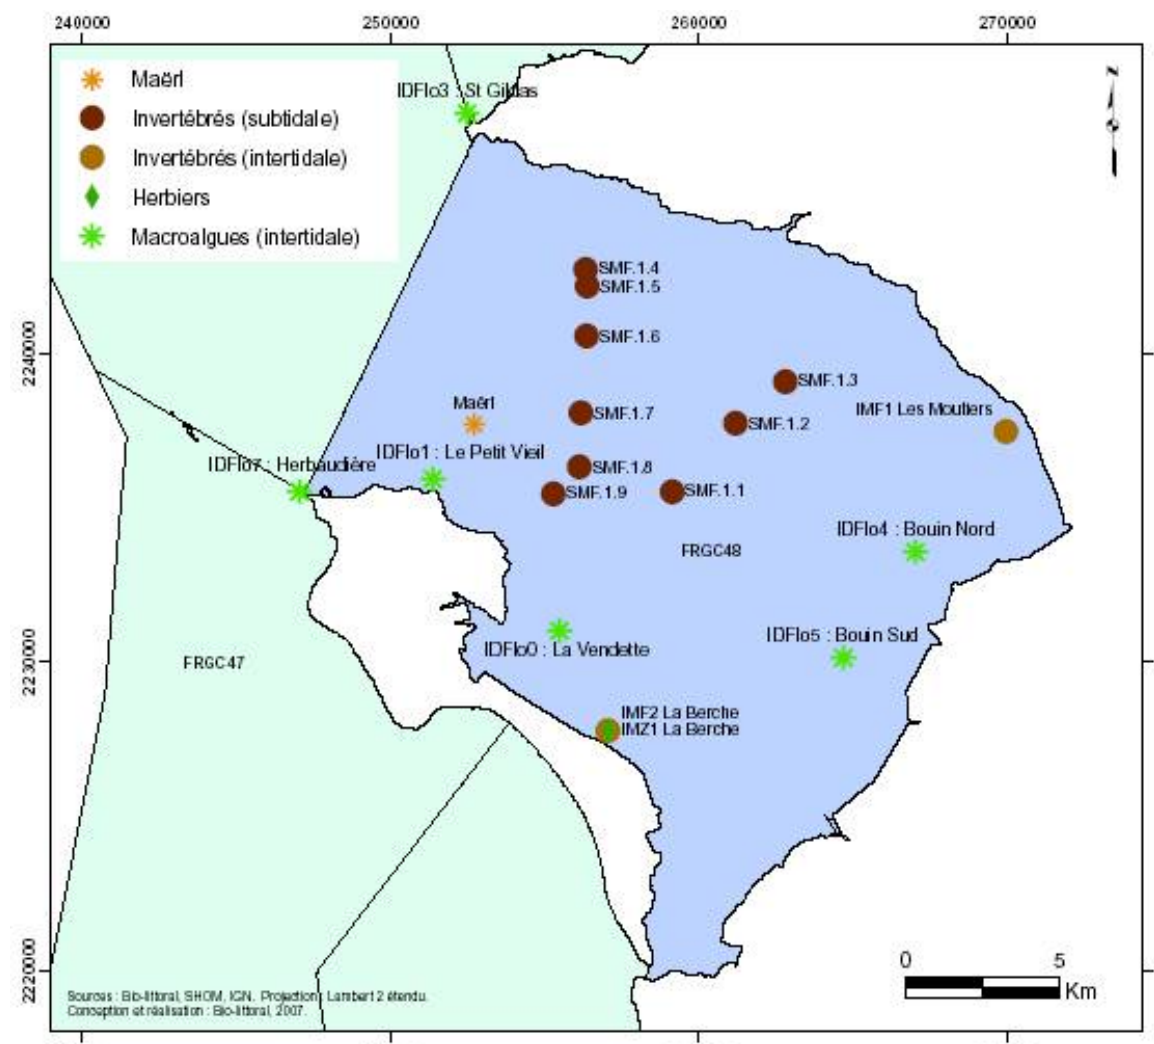 240000
250000
260000
270000
Maërl
Invertébrés (subtidale)
Invertébrés (intertidale)
Herbiers
Macroalgues (intertidale)
IDFlo3 : St Gildas
N
2240000
2230000
2220000
SMF.1.4
SMF.1.5
SMF.1.6
SMF.1.3
IMF1 Les Moutiers
Maërl
SMF.1.7
SMF.1.2
IDFlo1 : Le Petit Vieil
IDFlo7 : Herbaudière
SMF.1.8
SMF.1.9
SMF.1.1
IDFlo4 : Bouin Nord
FRGC48
IDFlo5 : Bouin Sud
IDFlo0 : La Vendette
FRGC47
IMF2 La Berche
IMZ1 La Berche
0 5
Km
Sources : Bio-littoral, SHOM, IGN. Projection : Lambert 2 étendu.
Conception et réalisation : Bio-littoral, 2007.